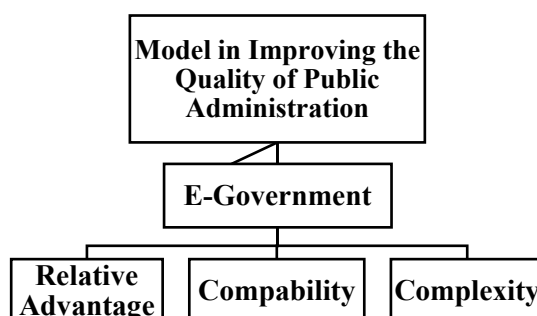 Model in Improving the
Quality of Public
Administration
E-Government
Relative
Advantage
Compability
Complexity